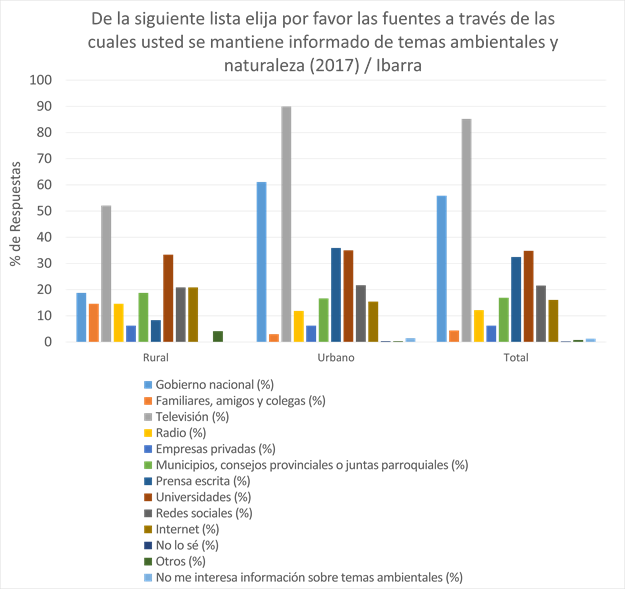 De la siguiente lista elija por favor las fuentes a través de las
cuales usted se mantiene informado de temas ambientales y
naturaleza (2017) / Ibarra
100
90
80
70
60
50
40
30
20
10
0
% de Respuestas
Rural
Urbano
Total
Gobierno nacional (%)
Familiares, amigos y colegas (%)
Televisión (%)
Radio (%)
Empresas privadas (%)
Municipios, consejos provinciales o juntas parroquiales (%)
Prensa escrita (%)
Universidades (%)
Redes sociales (%)
Internet (%)
No lo sé (%)
Otros (%)
No me interesa información sobre temas ambientales (%)